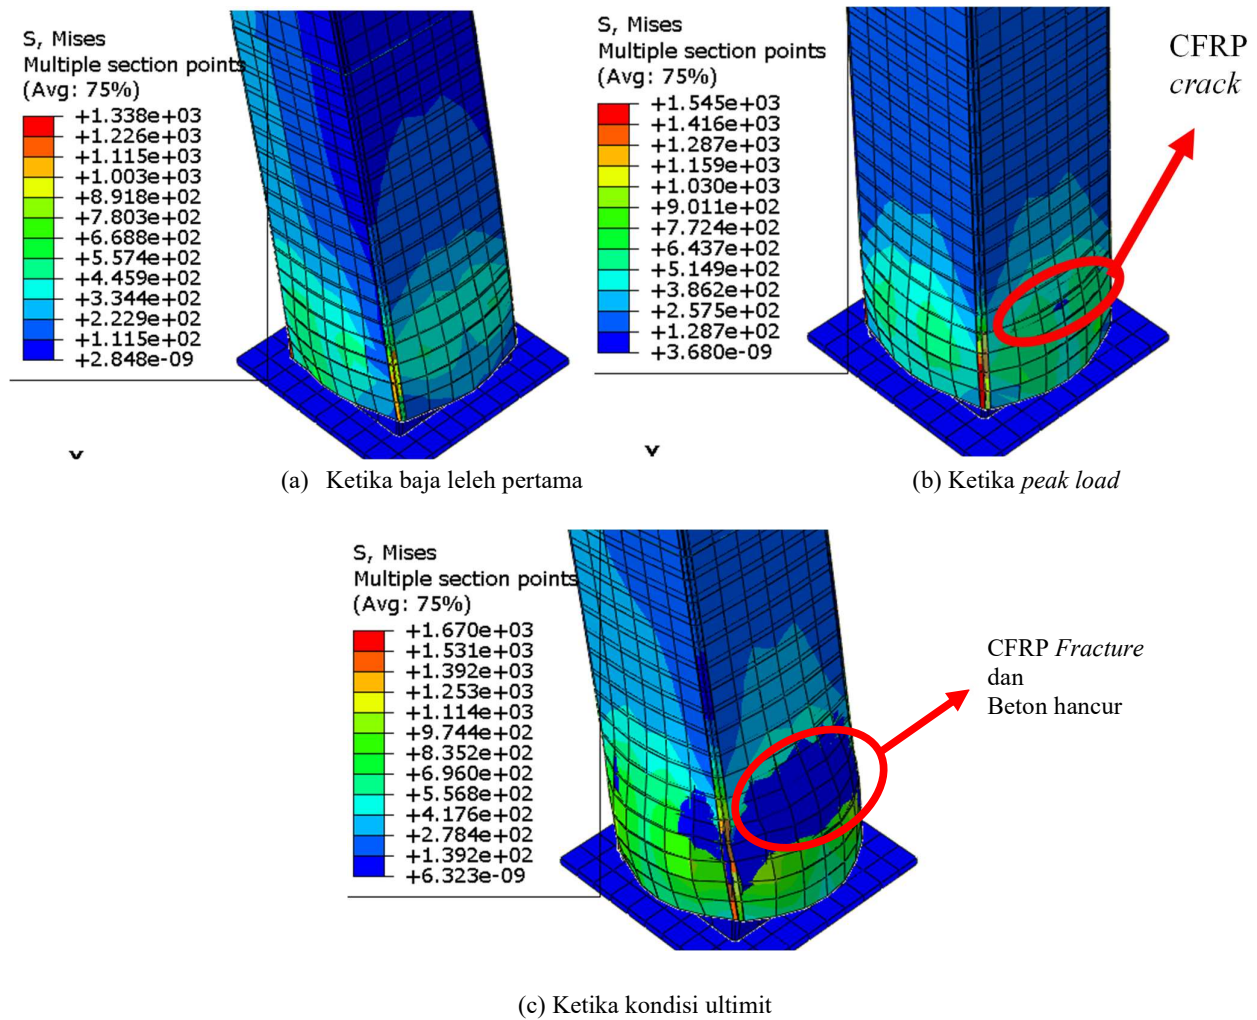 S, Mises
Multiple section points
(Avg: 75%)
+1.338e+03
+1.226e+03
+1.115e+03
+1.003e+03
+8.918e+02
+7.803e+02
+6.688e+02
+5.574e+02
+4.459e+02
+3.344e+02
+2.229e+02
+1.115e+02
+2.848e-09
(a) Ketika baja leleh pertama
S, Mises
Multiple section points
(Avg: 75%)
+1.545e+03
+1.416e+03
+1.287e+03
+1.159e+03
+1.030e+03
+9.011e+02
+7.724e+02
+6.437e+02
+5.149e+02
+3.862e+02
+2.575e+02
+1.287e+02
+3.680e-09
CFRP
crack
(b) Ketika peak load
S, Mises
Multiple section points
(Avg: 75%)
+1.670e+03
+1.531e+03
+1.392e+03
+1.253e+03
+1.114e+03
+9.744e+02
+8.352e+02
+6.960e+02
+5.568e+02
+4.176e+02
+2.784e+02
+1.392e+02
+6.323e-09
CFRP Fracture
dan
Beton hancur
(c) Ketika kondisi ultimit